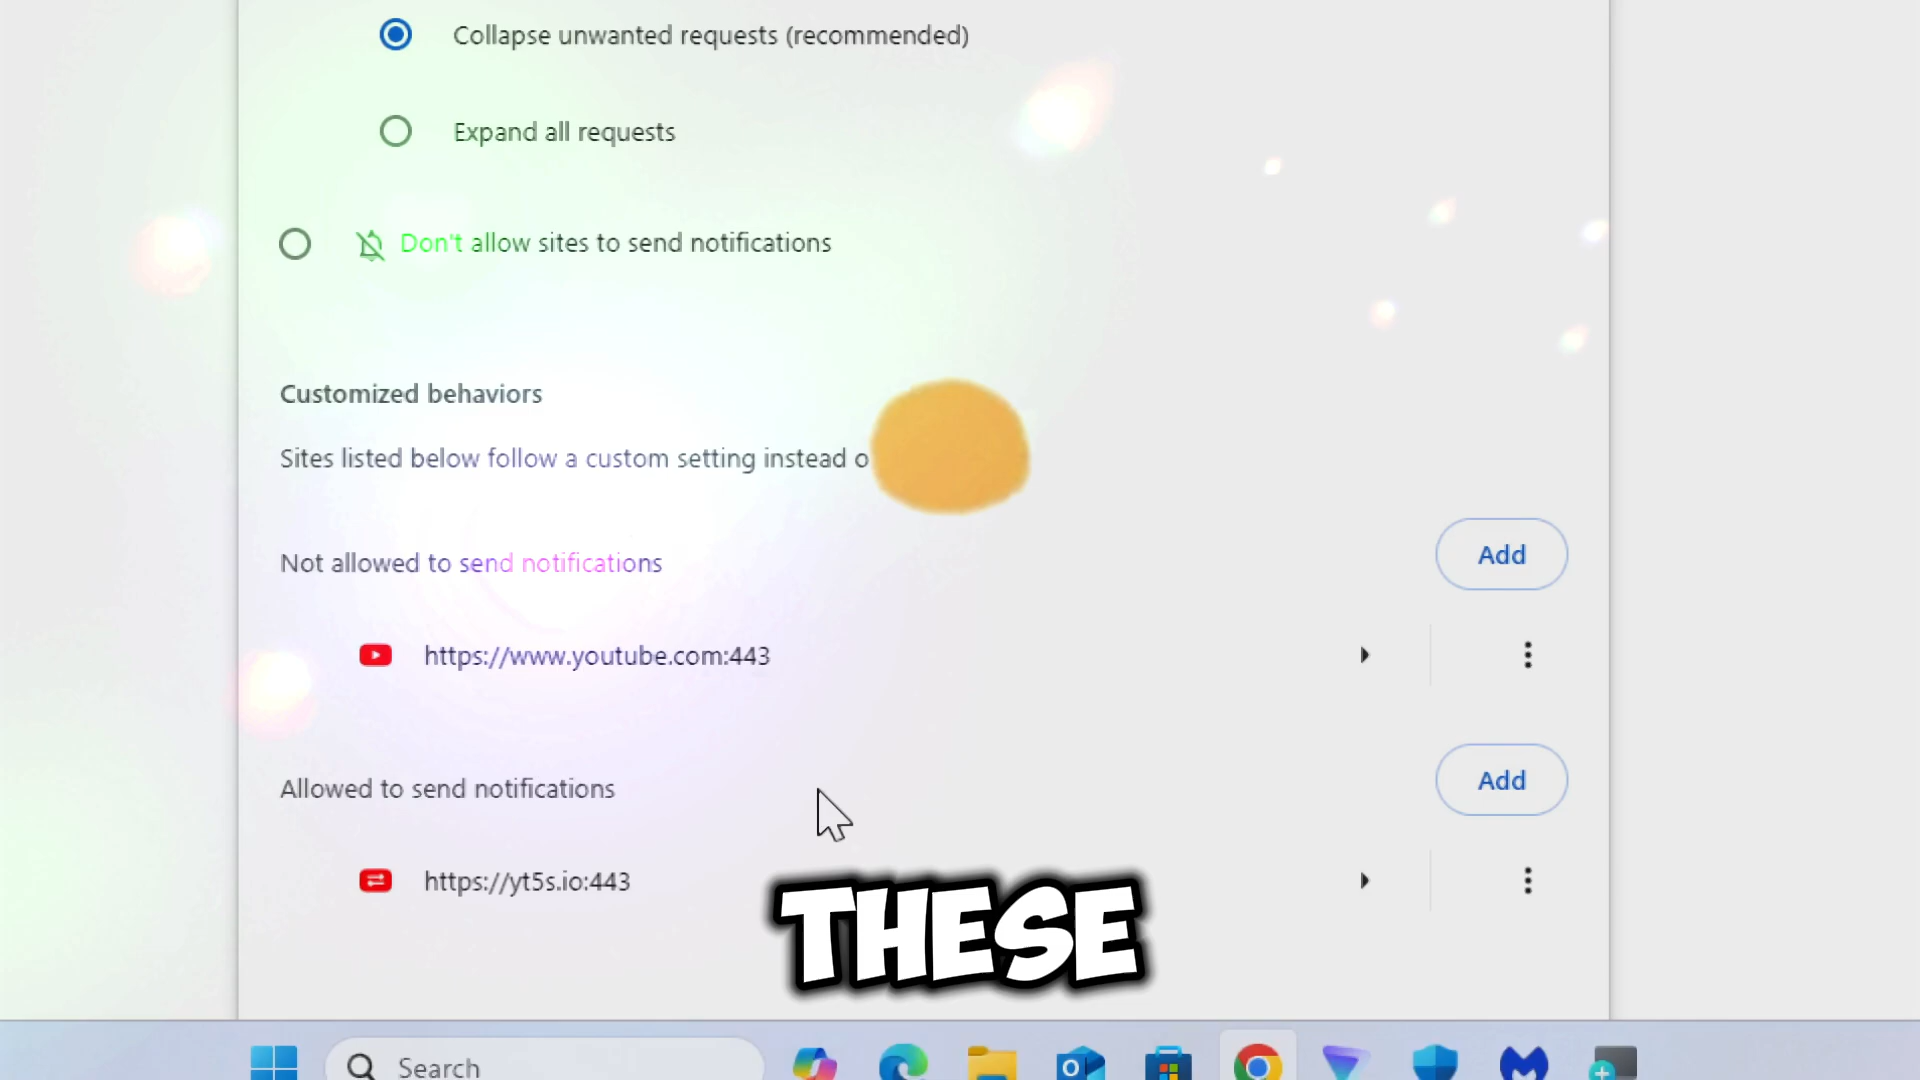 Collapse unwanted requests (recommended)
Expand all requests
Don't allow sites to send notifications
Customized behaviors
Sites listed below follow a custom setting instead o
Not allowed to send notifications
Add
https://www.youtube.com:443
Allowed to send notifications
Add
https://yt5s.io:443
THESE
Search